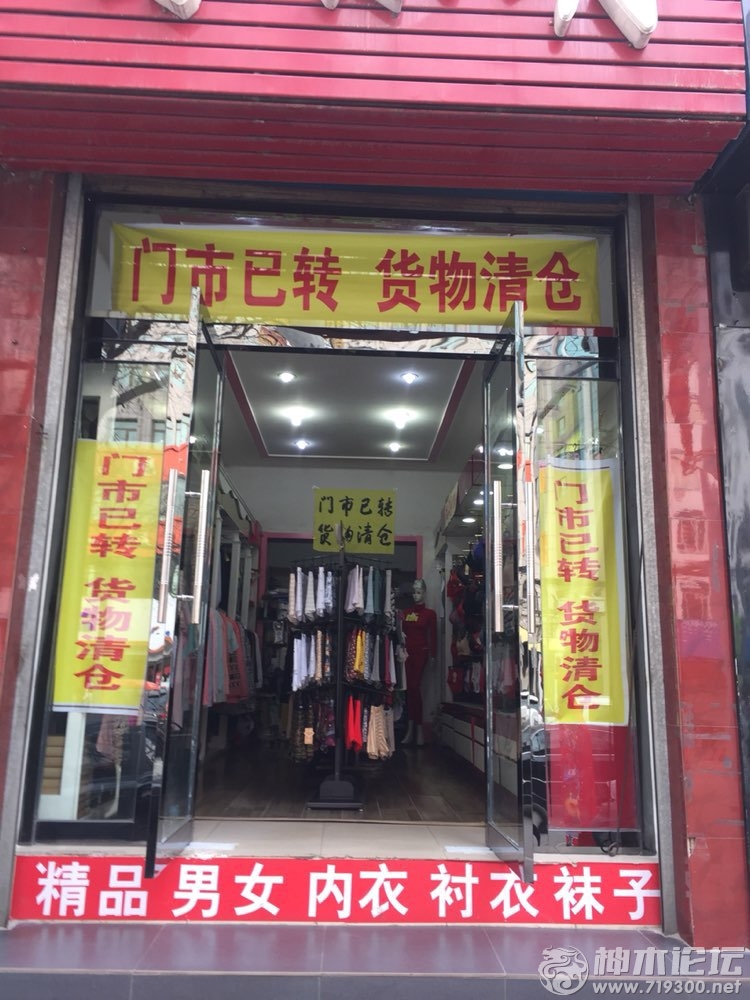 门市已转 货物清仓
门市已转 货物清仓
门市已转
货物清仓
门市已转 货物清仓
精品 男女 内衣 衬衣 袜子
神木论坛
www.719300.net